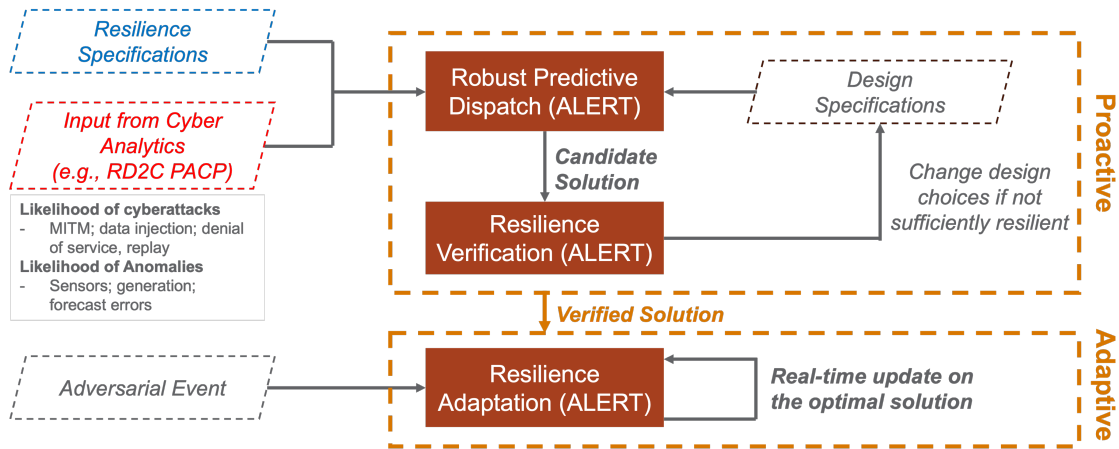 Resilience
Specifications
Input from Cyber
Analytics
(e.g., RD2C PACP)
Likelihood of cyberattacks
- MITM; data injection; denial
of service, replay
Likelihood of Anomalies
- Sensors; generation;
forecast errors
Adversarial Event
Robust Predictive
Dispatch (ALERT)
Candidate
Solution
Resilience
Verification (ALERT)
Design
Specifications
Change design
choices if not
sufficiently resilient
Proactive
Verified Solution
Resilience
Adaptation (ALERT)
Real-time update on
the optimal solution
Adaptive